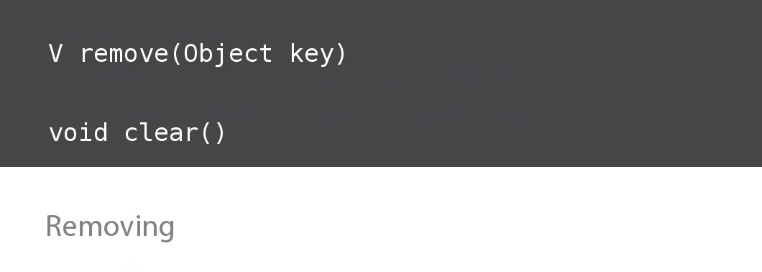 V remove(Object key)
void clear()
Removing